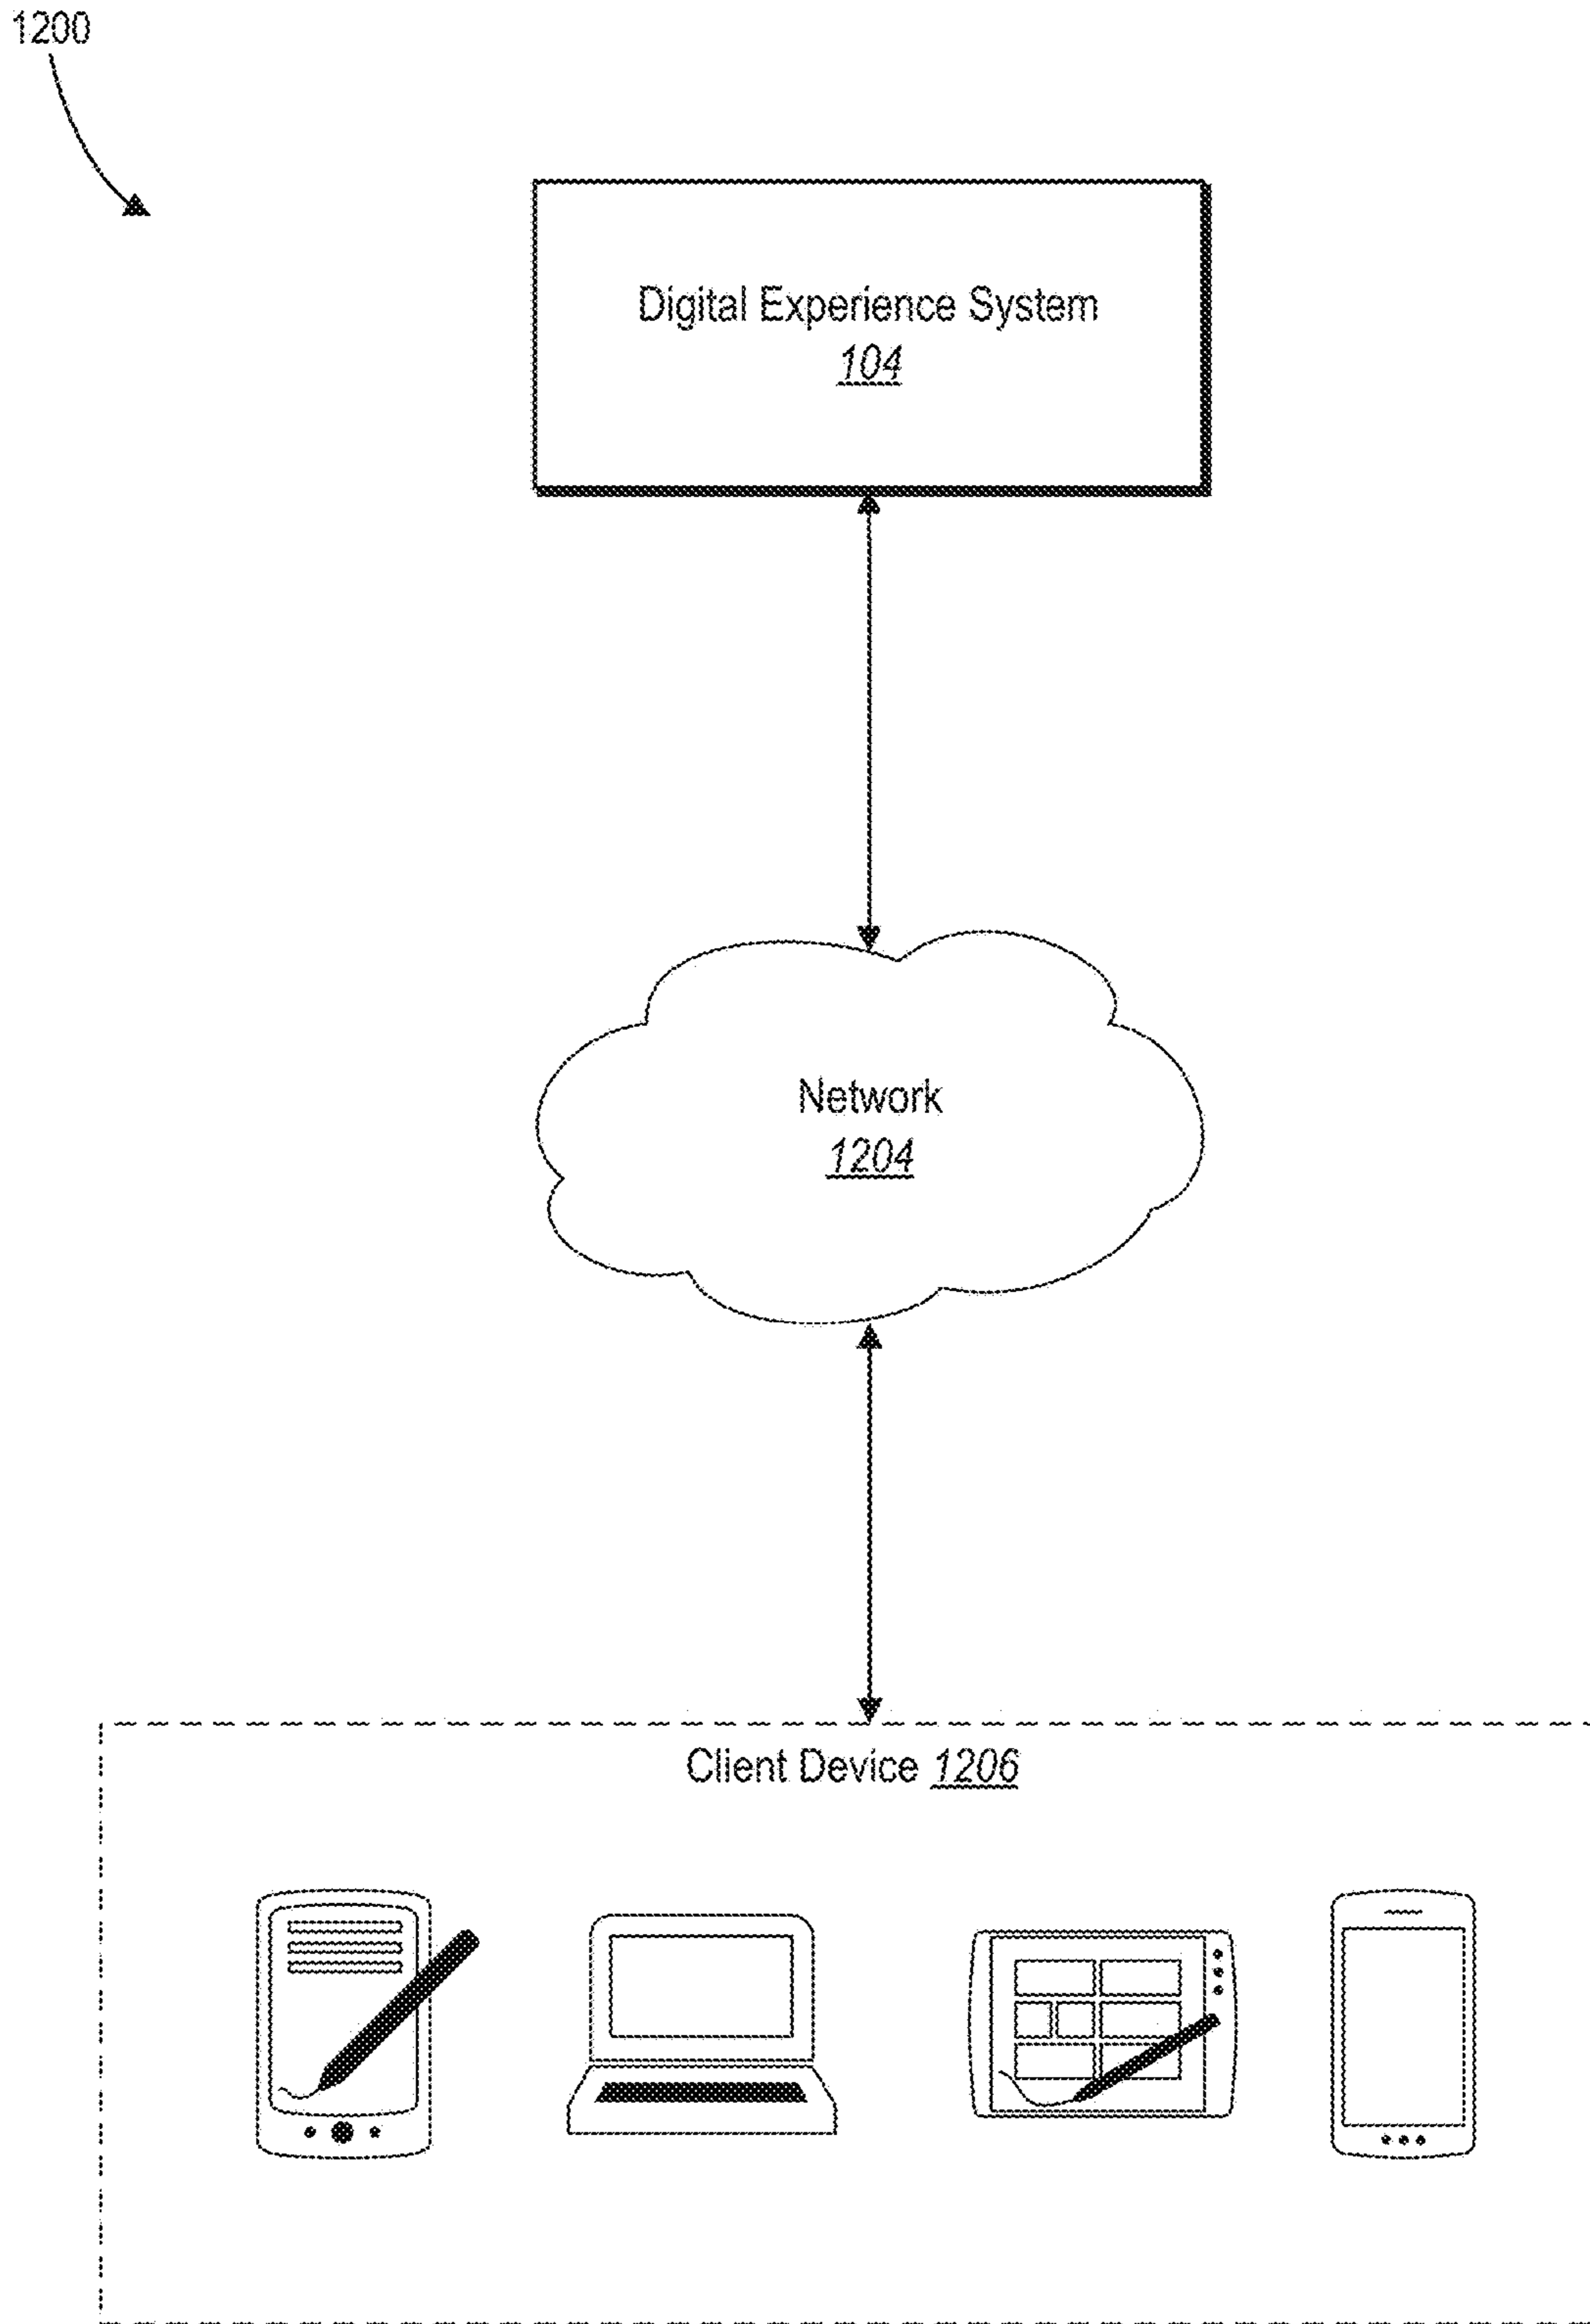 1200
Digital Experience System
104
Network
1204
Client Device 1206